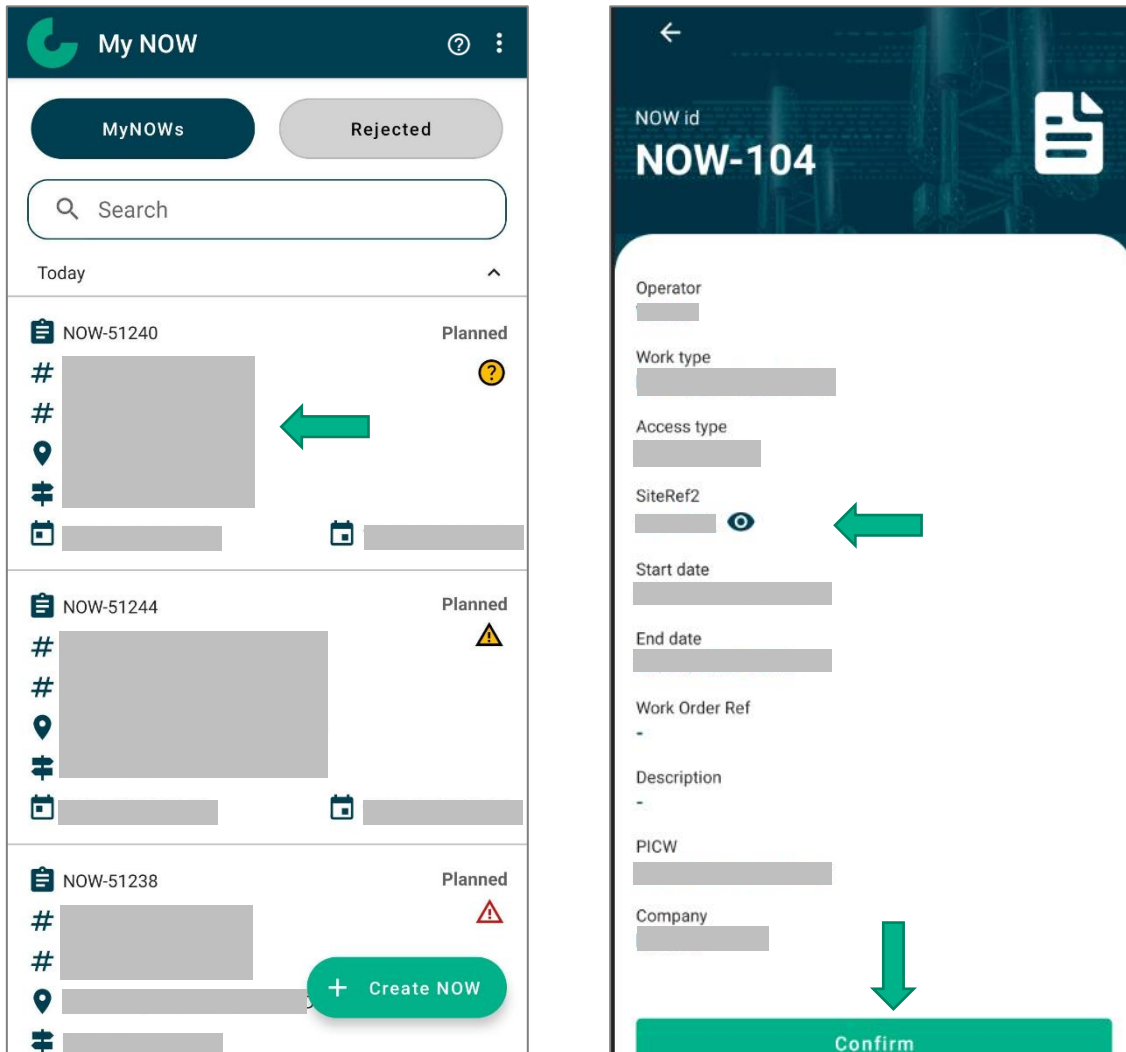 My NOW
MyNOWs
Rejected
Search
Today
NOW-51240
Planned
NOW-51244
Planned
NOW-51238
Planned
+ Create NOW
NOW id
NOW-104
Operator
Work type
Access type
SiteRef2
Start date
End date
Work Order Ref
-
Description
-
PICW
Company
Confirm